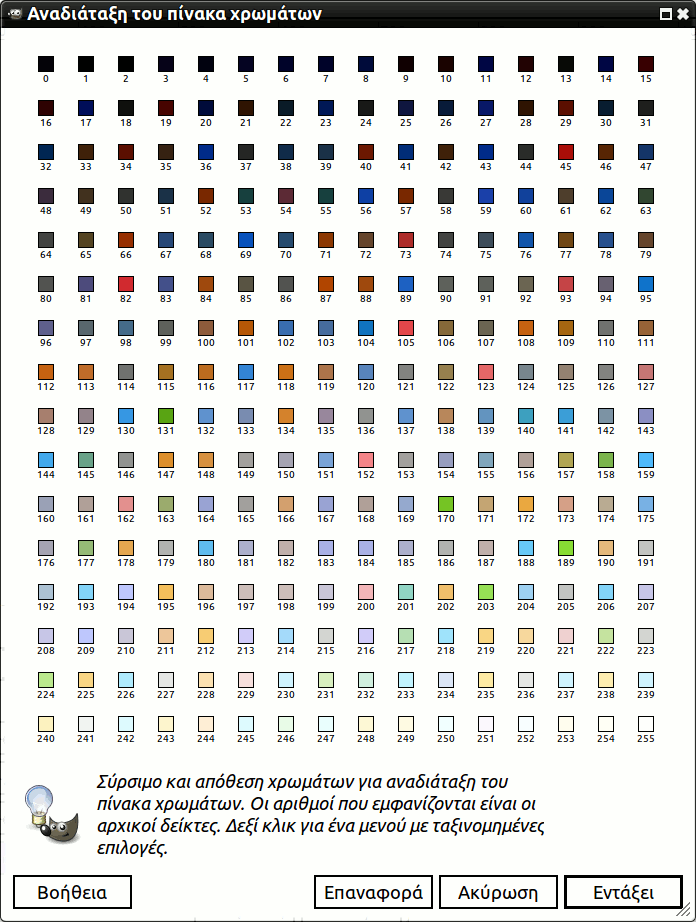 Αναδιάταξη του πίνακα χρωμάτων
0 1 2 3 4 5 6 7 8 9 10 11 12 13 14 15
16 17 18 19 20 21 22 23 24 25 26 27 28 29 30 31
32 33 34 35 36 37 38 39 40 41 42 43 44 45 46 47
48 49 50 51 52 53 54 55 56 57 58 59 60 61 62 63
64 65 66 67 68 69 70 71 72 73 74 75 76 77 78 79
80 81 82 83 84 85 86 87 88 89 90 91 92 93 94 95
96 97 98 99 100 101 102 103 104 105 106 107 108 109 110 111
112 113 114 115 116 117 118 119 120 121 122 123 124 125 126 127
128 129 130 131 132 133 134 135 136 137 138 139 140 141 142 143
144 145 146 147 148 149 150 151 152 153 154 155 156 157 158 159
160 161 162 163 164 165 166 167 168 169 170 171 172 173 174 175
176 177 178 179 180 181 182 183 184 185 186 187 188 189 190 191
192 193 194 195 196 197 198 199 200 201 202 203 204 205 206 207
208 209 210 211 212 213 214 215 216 217 218 219 220 221 222 223
224 225 226 227 228 229 230 231 232 233 234 235 236 237 238 239
240 241 242 243 244 245 246 247 248 249 250 251 252 253 254 255
Σύρσιμο και απόθεση χρωμάτων για αναδιάταξη του
πίνακα χρωμάτων. Οι αριθμοί που εμφανίζονται είναι οι
αρχικοί δείκτες. Δεξί κλικ για ένα μενού με ταξινομημένες
επιλογές.
Βοήθεια Επαναφορά Ακύρωση Εντάξει